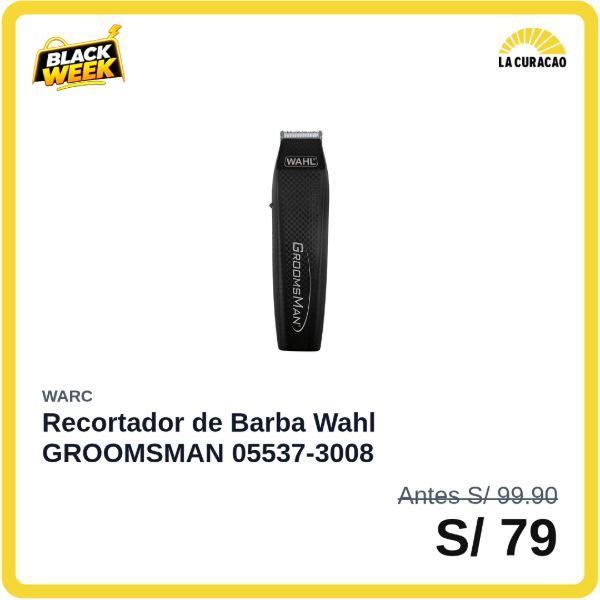 BLACK
WEEK
LA CURACAO
WAHL
GROOMSMAN
WARC
Recortador de Barba Wahl
GROOMSMAN 05537-3008
Antes S/ 99.90
S/ 79